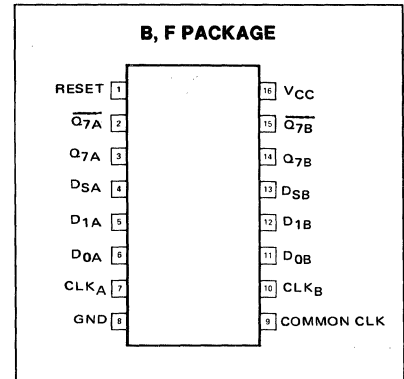 B, F PACKAGE
RESET 1
Q7A 2
Q7A 3
DSA 4
D1A 5
D0A 6
CLKA 7
GND 8
16 VCC
15 Q7B
14 Q7B
13 DSB
12 D1B
11 D0B
10 CLKB
9 COMMON CLK